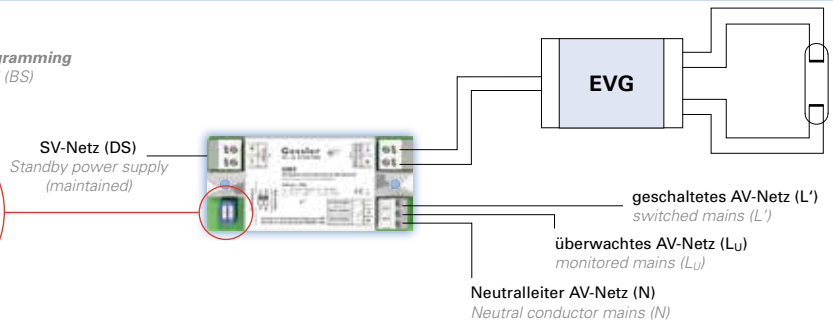 gramming
(BS)
EVG
SV-Netz (DS)
Standby power supply
(maintained)
Gessler
geschaltetes AV-Netz (L')
switched mains (L')
überwachtes AV-Netz (LU)
monitored mains (LU)
Neutralleiter AV-Netz (N)
Neutral conductor mains (N)